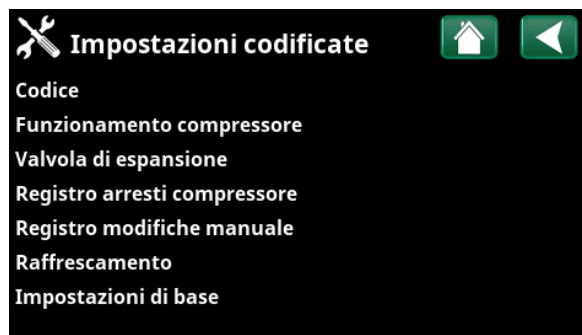 Impostazioni codificate
Codice
Funzionamento compressore
Valvola di espansione
Registro arresti compressore
Registro modifiche manuale
Raffrescamento
Impostazioni di base